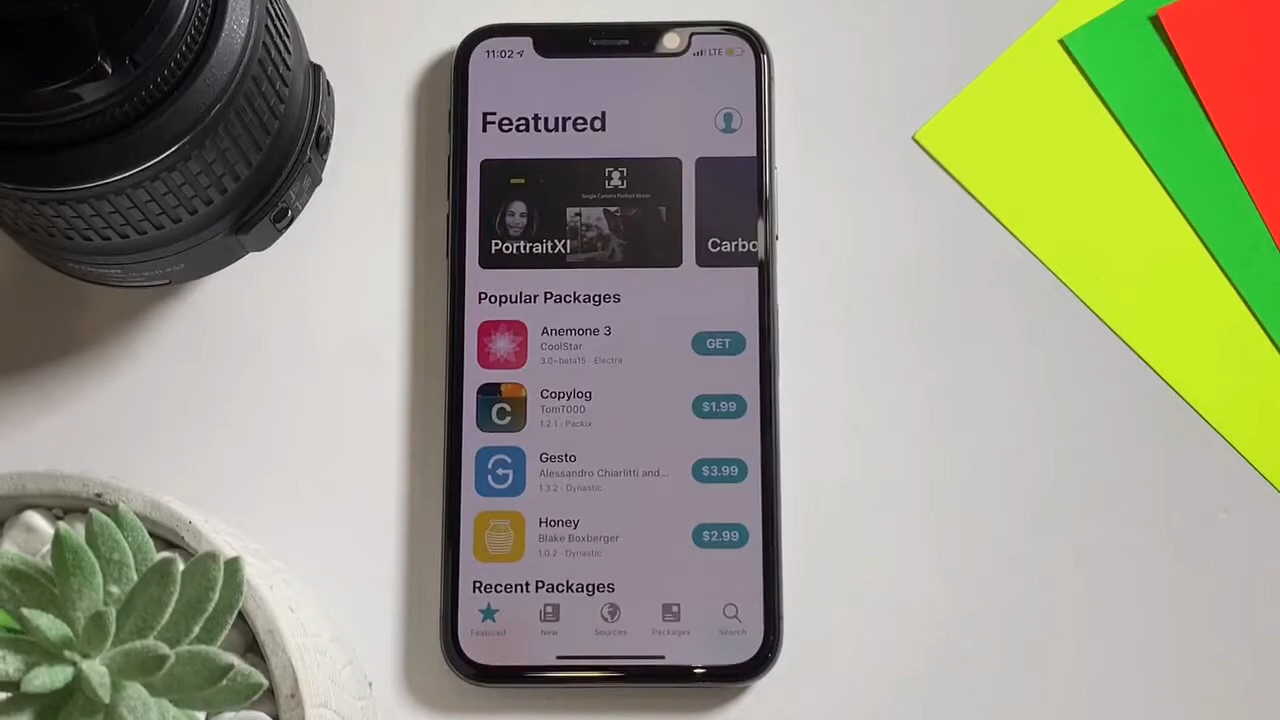 11:02
LTE
Featured
Single Camera Portrait Mode
PortraitXI
Carbo
Popular Packages
Anemone 3
CoolStar
3.0~beta15 · Electra
GET
Copylog
TomT000
1.2.1 · Packix
$1.99
C
Gesto
Alessandro Chiarlitti and...
1.3.2 · Dynastic
$3.99
Honey
Blake Boxberger
1.0.2 · Dynastic
$2.99
Recent Packages
Featured
New
Sources
Packages
Search